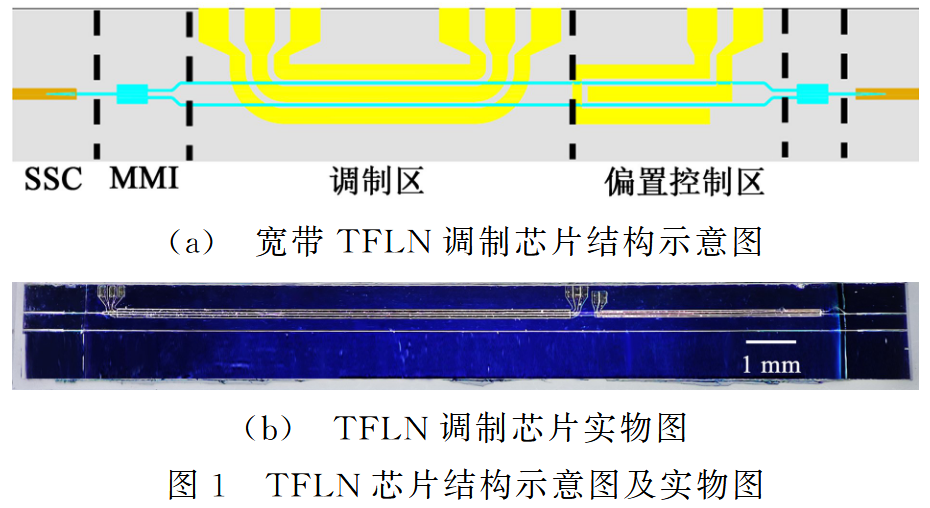 SSC MMI 调制区 偏置控制区
(a) 宽带 TFLN 调制芯片结构示意图
1 mm
(b) TFLN 调制芯片实物图
图 1 TFLN 芯片结构示意图及实物图